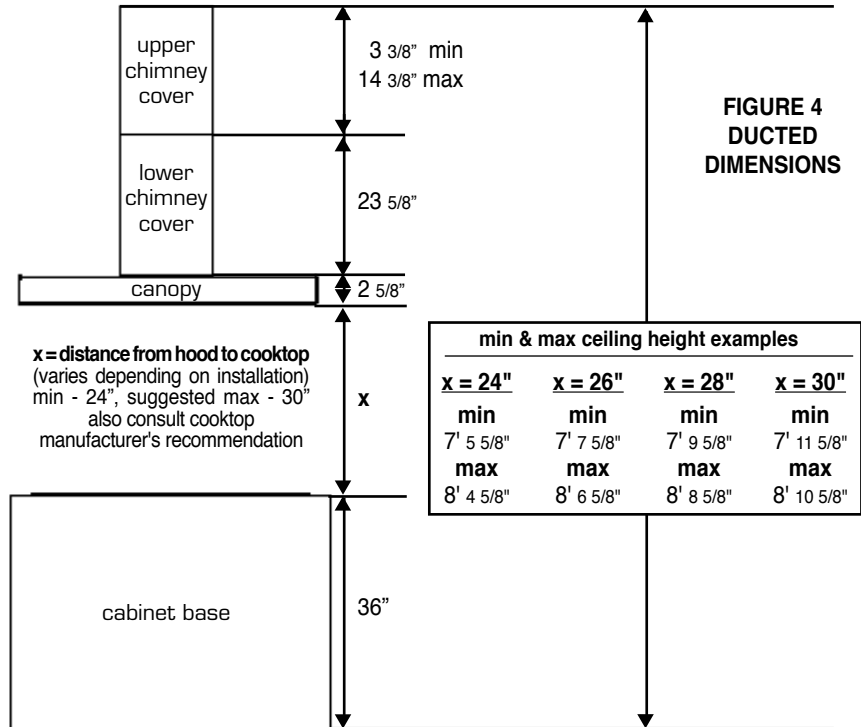 upper
chimney
cover
3 3/8” min
14 3/8” max
FIGURE 4
DUCTED
DIMENSIONS
lower
chimney
cover
23 5/8”
canopy
2 5/8”
x = distance from hood to cooktop
(varies depending on installation)
min - 24”, suggested max - 30”
also consult cooktop
manufacturer's recommendation
x
min & max ceiling height examples
x = 24" x = 26" x = 28" x = 30"
min min min min
7' 5 5/8" 7' 7 5/8" 7' 9 5/8" 7' 11 5/8"
max max max max
8' 4 5/8" 8' 6 5/8" 8' 8 5/8" 8' 10 5/8"
cabinet base
36”